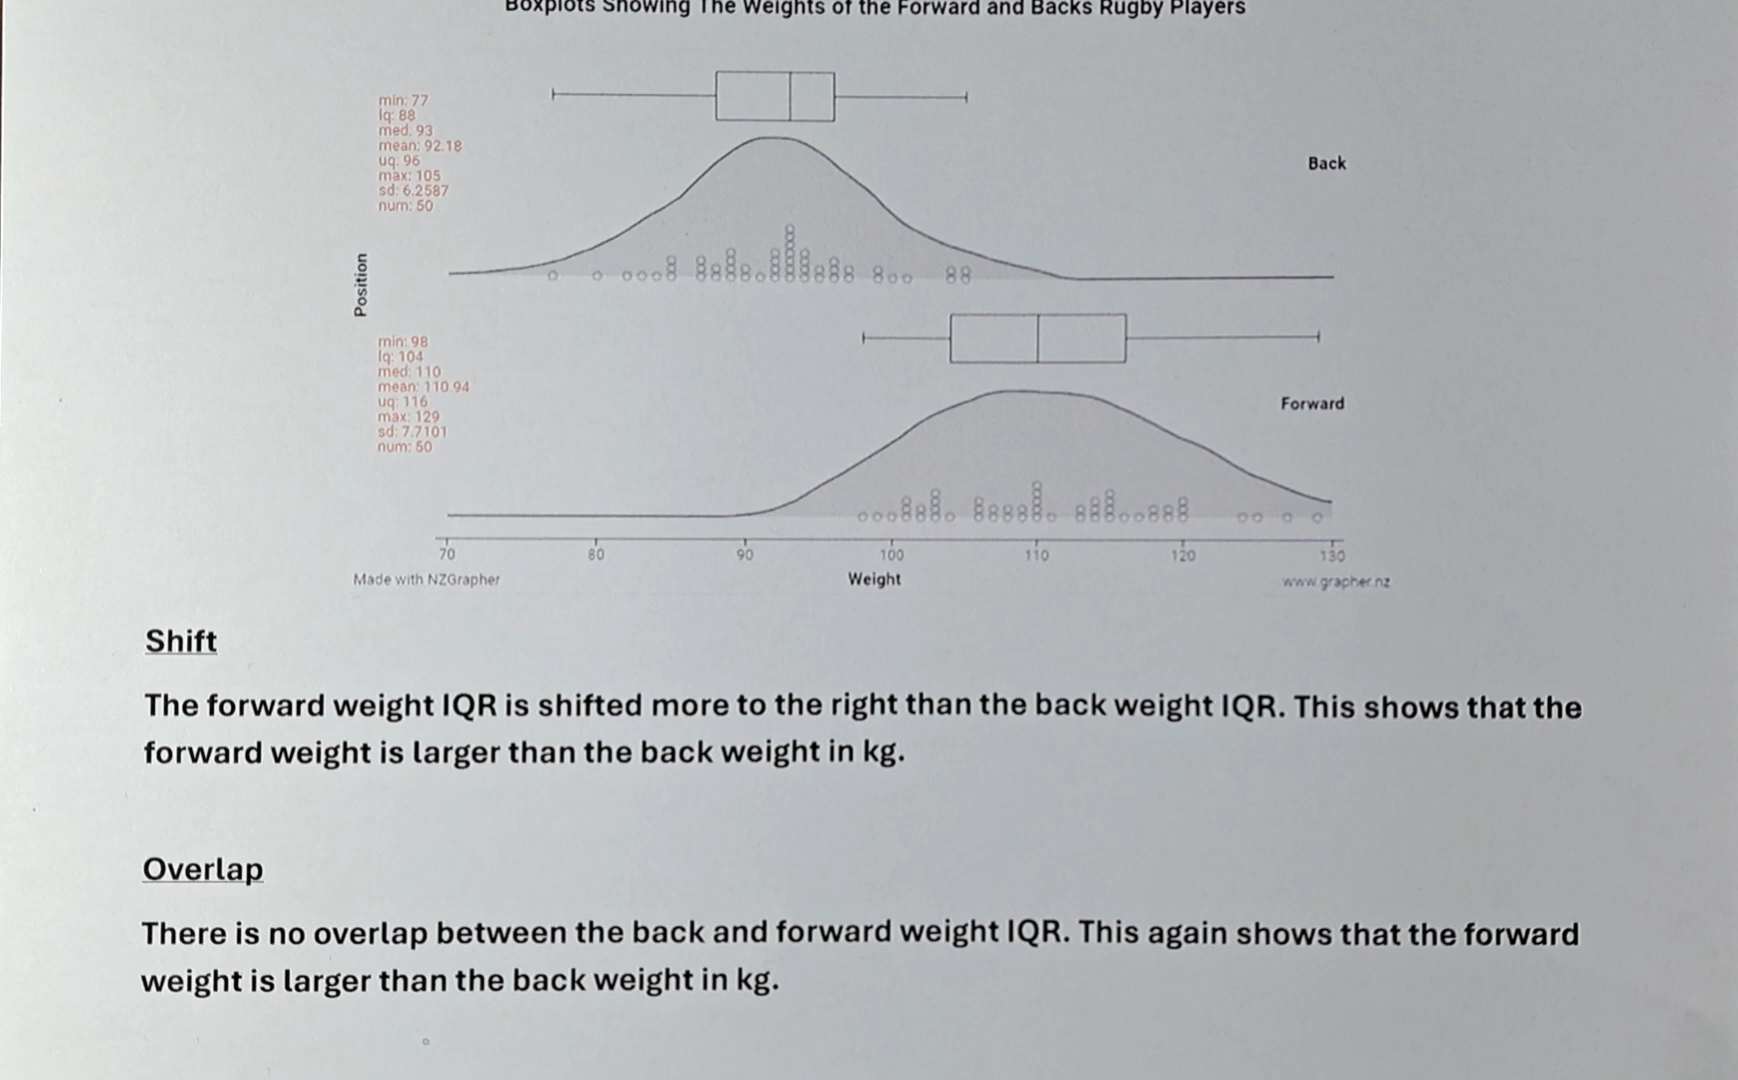 Boxplots Showing The Weights of the Forward and Backs Rugby Players
min: 77
lq: 88
med: 93
mean: 92.18
uq: 96
max: 105
sd: 6.2587
num: 50
Back
Position
min: 98
lq: 104
med: 110
mean: 110.94
uq: 116
max: 129
sd: 7.7101
num: 50
Forward
70 80 90 100 110 120 130
Made with NZGrapher Weight www.grapher.nz
Shift
The forward weight IQR is shifted more to the right than the back weight IQR. This shows that the
forward weight is larger than the back weight in kg.
Overlap
There is no overlap between the back and forward weight IQR. This again shows that the forward
weight is larger than the back weight in kg.